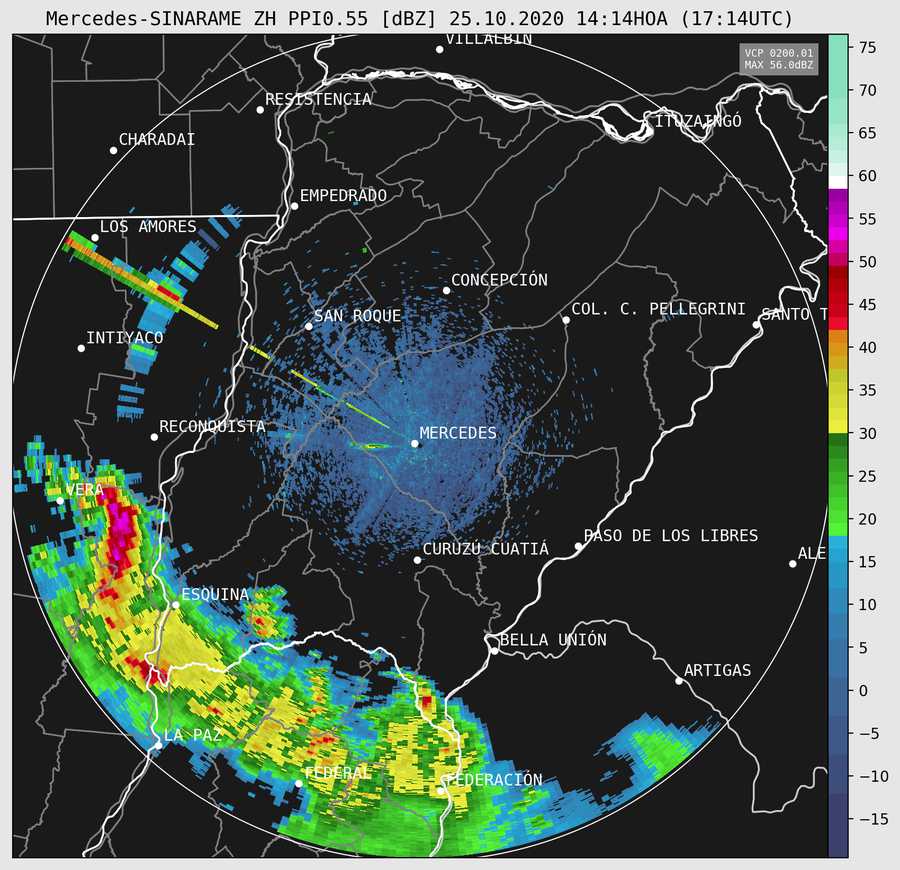 Mercedes-SINARAME ZH PPI0.55 [dBZ] 25.10.2020 14:14HOA (17:14UTC)
VILLALBIN
VCP 0200.01
MAX 56.0dBZ
75
70
65
60
55
50
45
40
35
30
25
20
15
10
5
0
−5
−10
−15
RESISTENCIA
ITUZAINGÓ
CHARADAI
EMPEDRADO
LOS AMORES
CONCEPCIÓN
COL. C. PELLEGRINI
SANTO T
SAN ROQUE
INTIYACO
RECONQUISTA
MERCEDES
VERA
PASO DE LOS LIBRES
CURUZÚ CUATIÁ
ALE
ESQUINA
BELLA UNIÓN
ARTIGAS
LA PAZ
FEDERAL
FEDERACIÓN